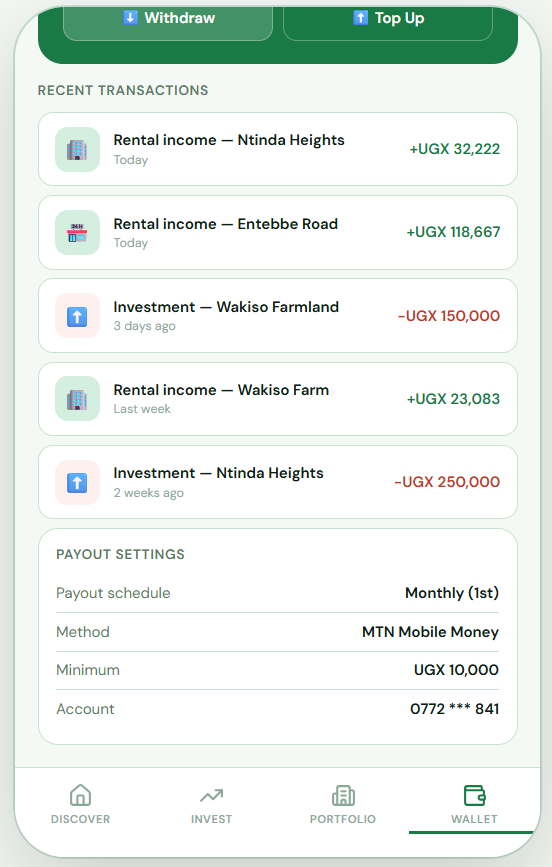 Withdraw
Top Up
RECENT TRANSACTIONS
Rental income — Ntinda Heights
Today
+UGX 32,222
Rental income — Entebbe Road
Today
+UGX 118,667
Investment — Wakiso Farmland
3 days ago
−UGX 150,000
Rental income — Wakiso Farm
Last week
+UGX 23,083
Investment — Ntinda Heights
2 weeks ago
−UGX 250,000
PAYOUT SETTINGS
Payout schedule Monthly (1st)
Method MTN Mobile Money
Minimum UGX 10,000
Account 0772 *** 841
DISCOVER INVEST PORTFOLIO WALLET